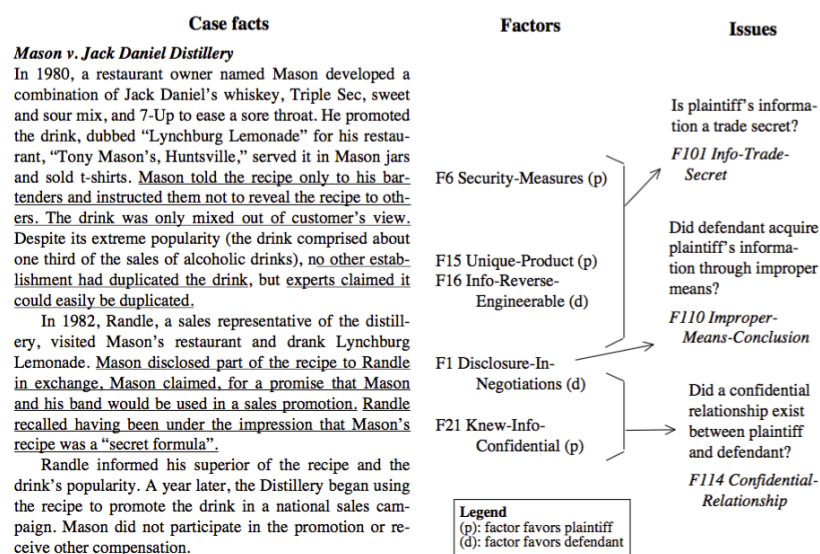 Case facts
Mason v. Jack Daniel Distillery
In 1980, a restaurant owner named Mason developed a
combination of Jack Daniel's whiskey, Triple Sec, sweet
and sour mix, and 7-Up to ease a sore throat. He promoted
the drink, dubbed “Lynchburg Lemonade” for his restau-
rant, “Tony Mason's, Huntsville,” served it in Mason jars
and sold t-shirts. Mason told the recipe only to his bar-
tenders and instructed them not to reveal the recipe to oth-
ers. The drink was only mixed out of customer's view.
Despite its extreme popularity (the drink comprised about
one third of the sales of alcoholic drinks), no other estab-
lishment had duplicated the drink, but experts claimed it
could easily be duplicated.
In 1982, Randle, a sales representative of the distill-
ery, visited Mason's restaurant and drank Lynchburg
Lemonade. Mason disclosed part of the recipe to Randle
in exchange, Mason claimed, for a promise that Mason
and his band would be used in a sales promotion. Randle
recalled having been under the impression that Mason's
recipe was a “secret formula”.
Randle informed his superior of the recipe and the
drink's popularity. A year later, the Distillery began using
the recipe to promote the drink in a national sales cam-
paign. Mason did not participate in the promotion or re-
ceive other compensation.
Factors
F6 Security-Measures (p)
F15 Unique-Product (p)
F16 Info-Reverse-
Engineerable (d)
F1 Disclosure-In-
Negotiations (d)
F21 Knew-Info-
Confidential (p)
Legend
(p): factor favors plaintiff
(d): factor favors defendant
Issues
Is plaintiff's informa-
tion a trade secret?
F101 Info-Trade-
Secret
Did defendant acquire
plaintiff's informa-
tion through improper
means?
F110 Improper-
Means-Conclusion
Did a confidential
relationship exist
between plaintiff
and defendant?
F114 Confidential-
Relationship